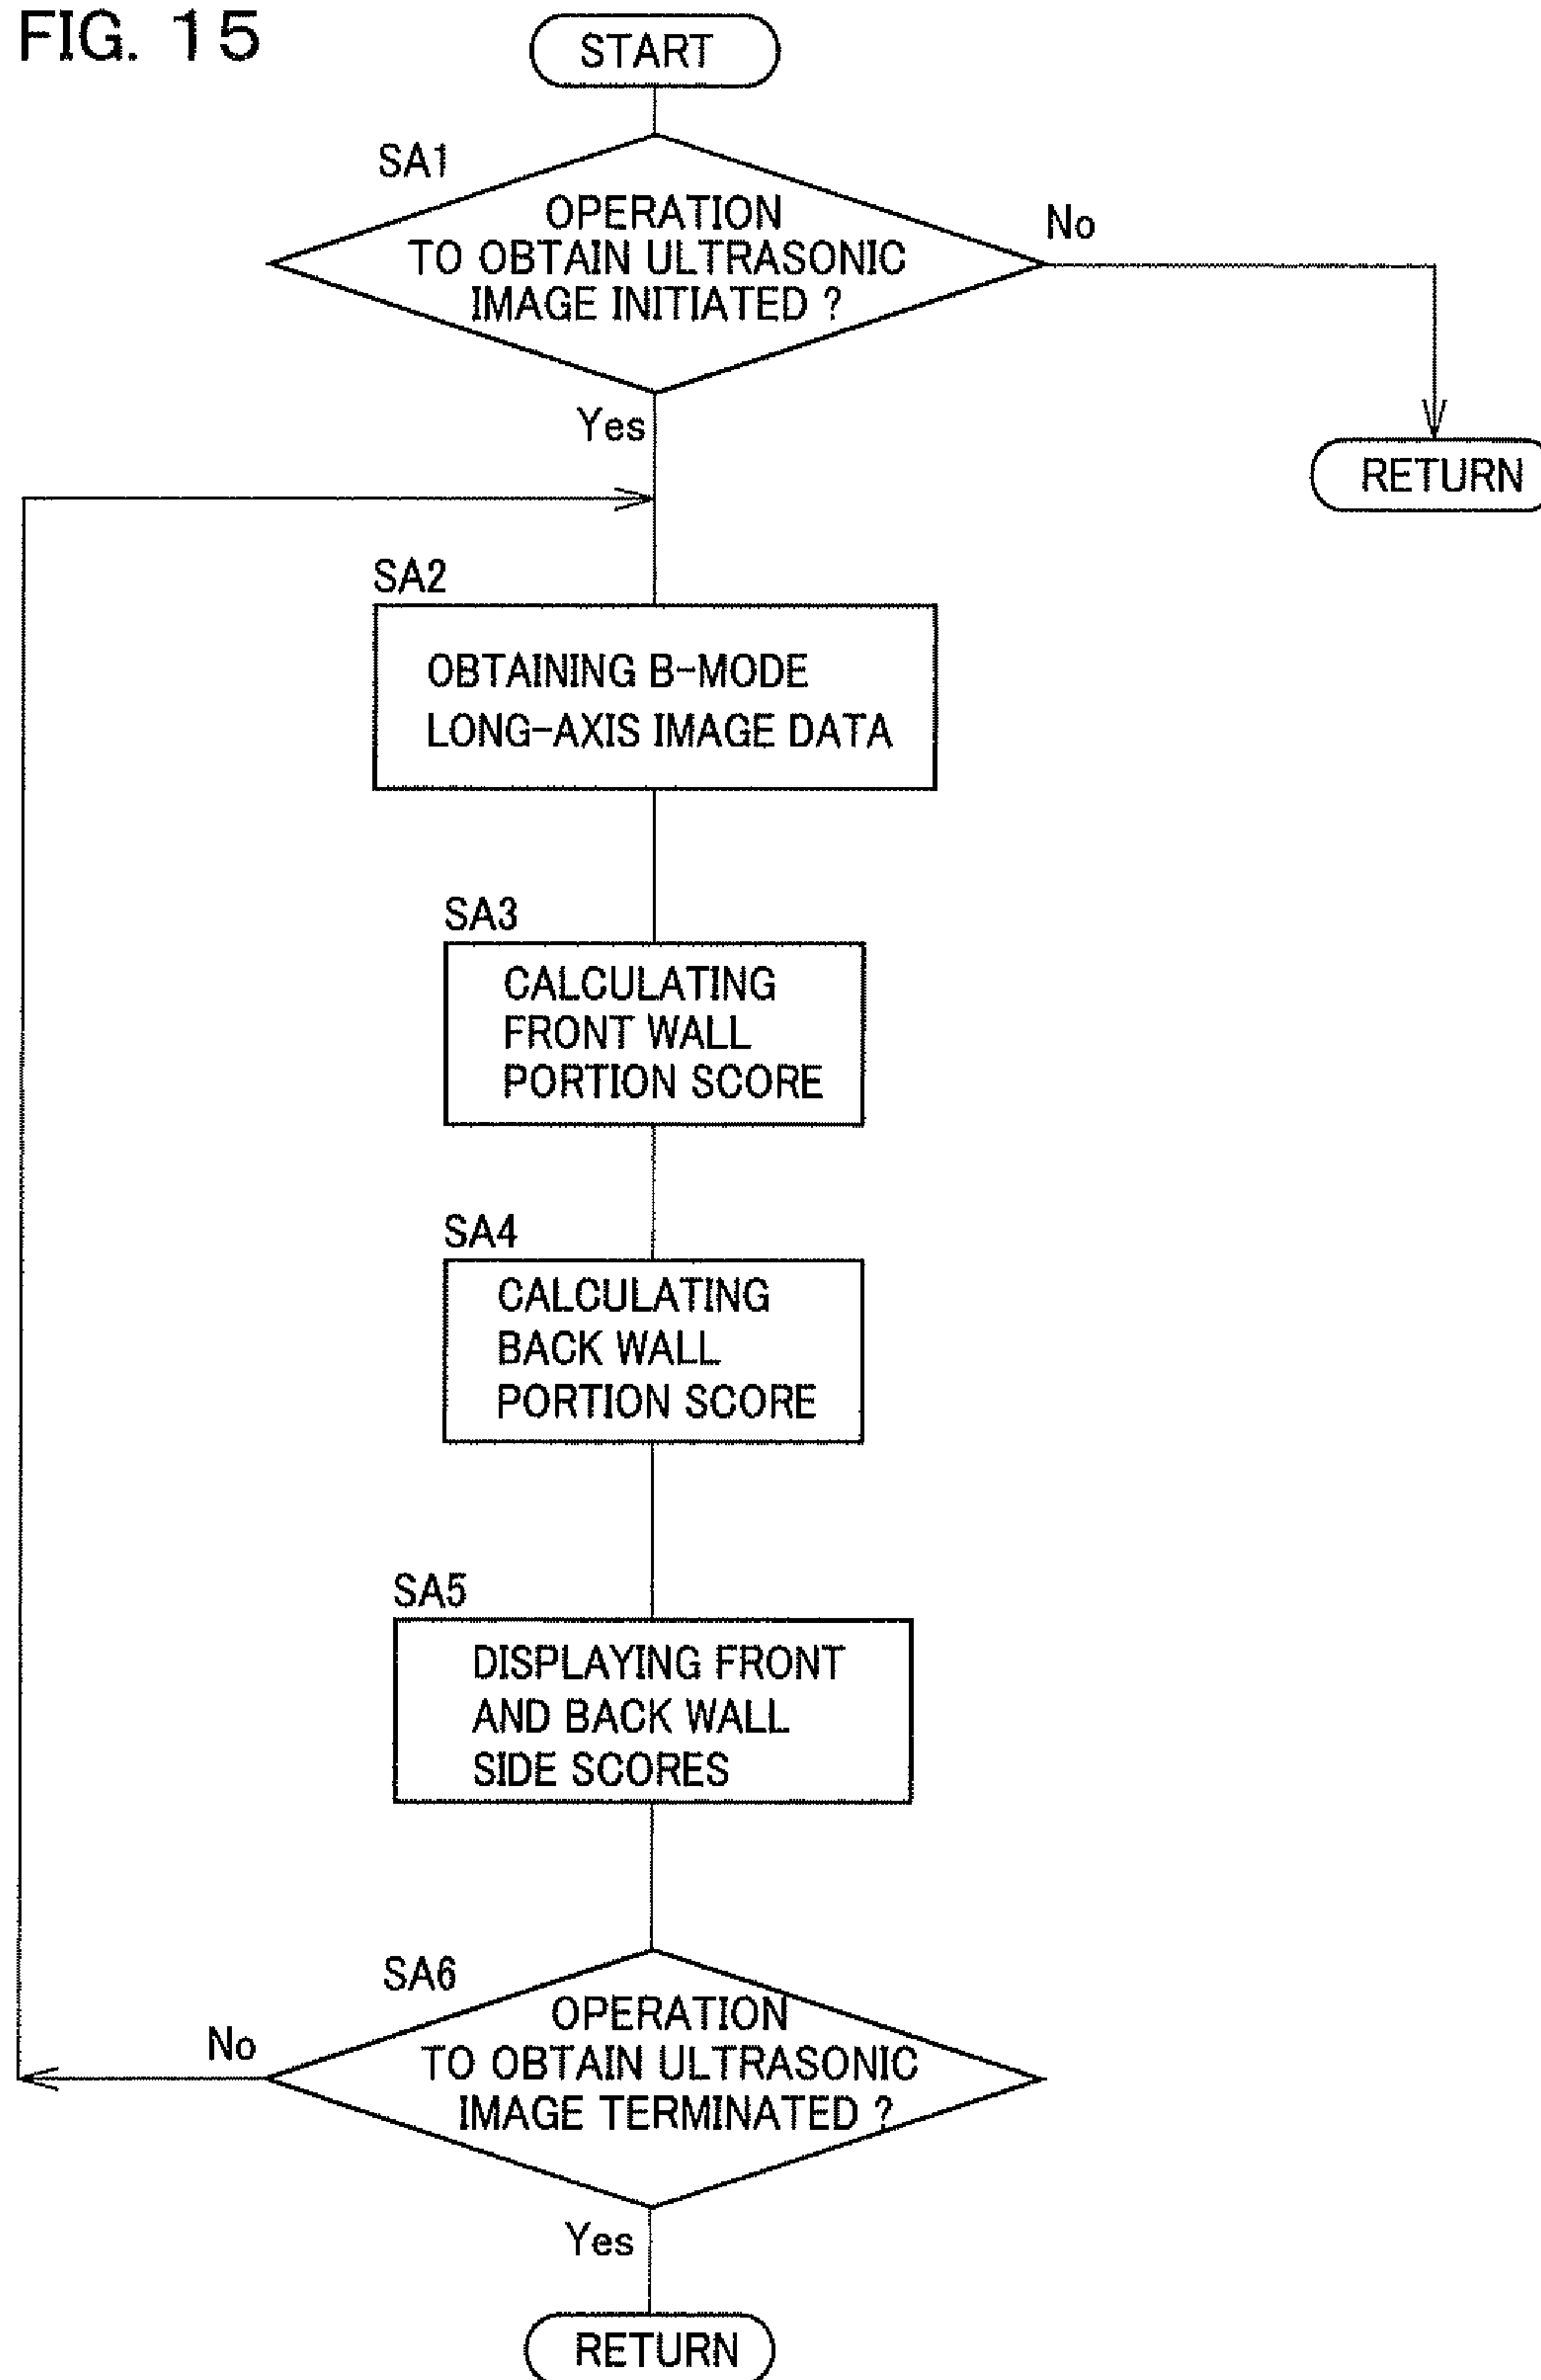 FIG. 15
START
SA1
OPERATION
TO OBTAIN ULTRASONIC
IMAGE INITIATED ?
No
Yes
RETURN
SA2
OBTAINING B-MODE
LONG-AXIS IMAGE DATA
SA3
CALCULATING
FRONT WALL
PORTION SCORE
SA4
CALCULATING
BACK WALL
PORTION SCORE
SA5
DISPLAYING FRONT
AND BACK WALL
SIDE SCORES
SA6
OPERATION
TO OBTAIN ULTRASONIC
IMAGE TERMINATED ?
No
Yes
RETURN